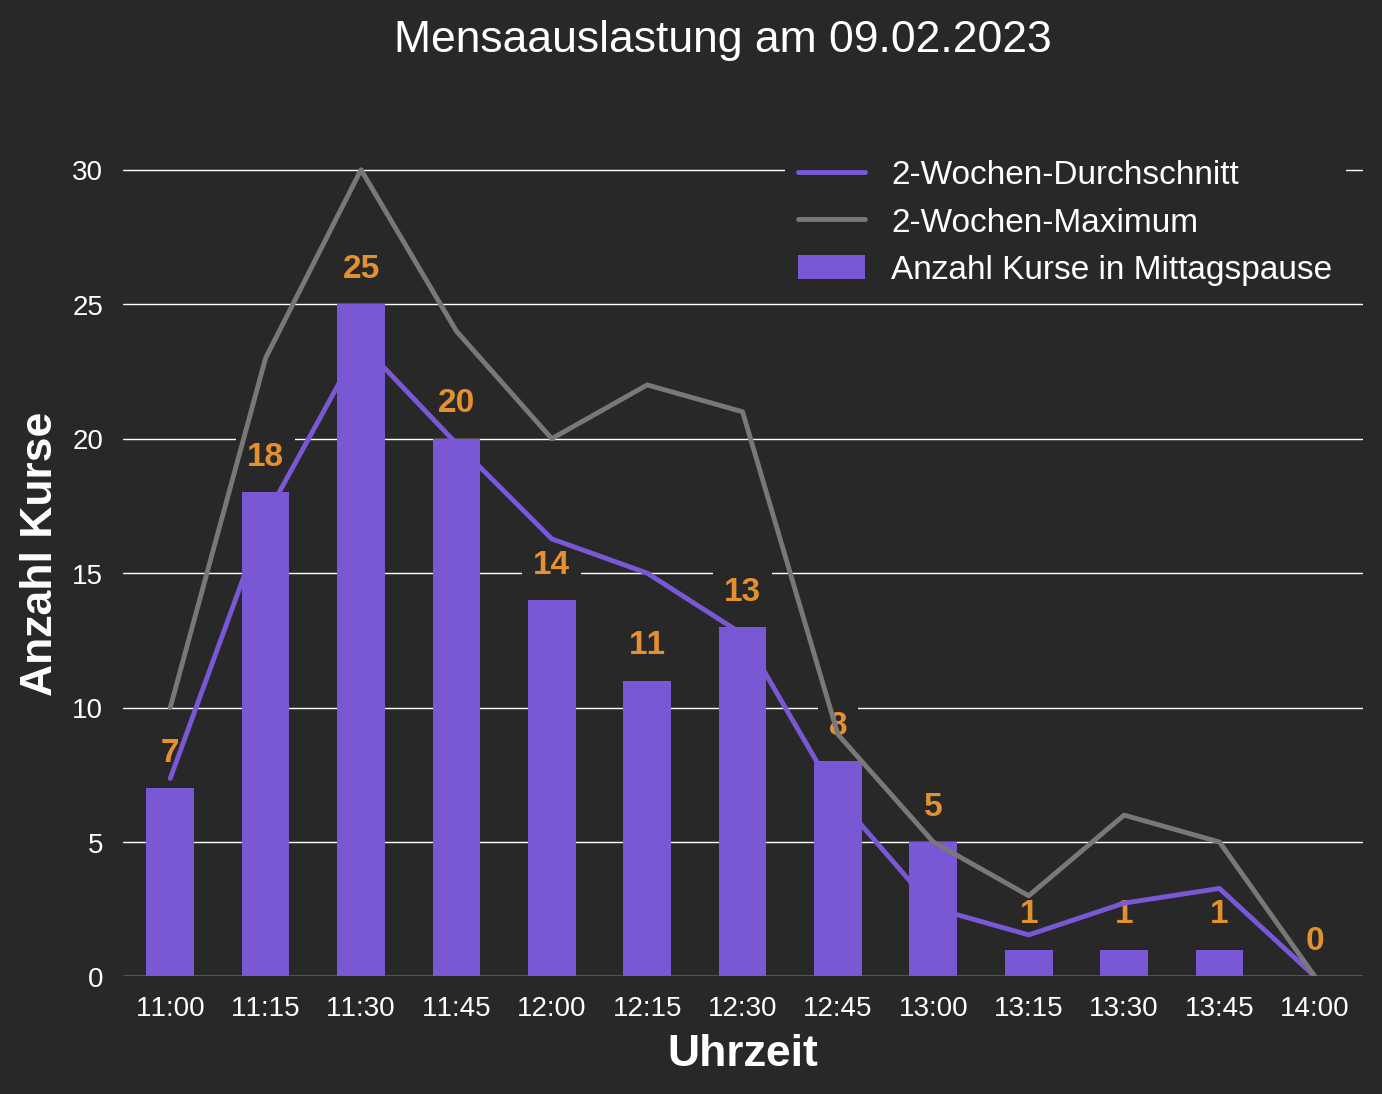 Mensaauslastung am 09.02.2023
2-Wochen-Durchschnitt
2-Wochen-Maximum
Anzahl Kurse in Mittagspause
Anzahl Kurse
30
25
20
15
10
5
0
7
18
25
20
14
11
13
8
5
1
1
1
0
11:00 11:15 11:30 11:45 12:00 12:15 12:30 12:45 13:00 13:15 13:30 13:45 14:00
Uhrzeit